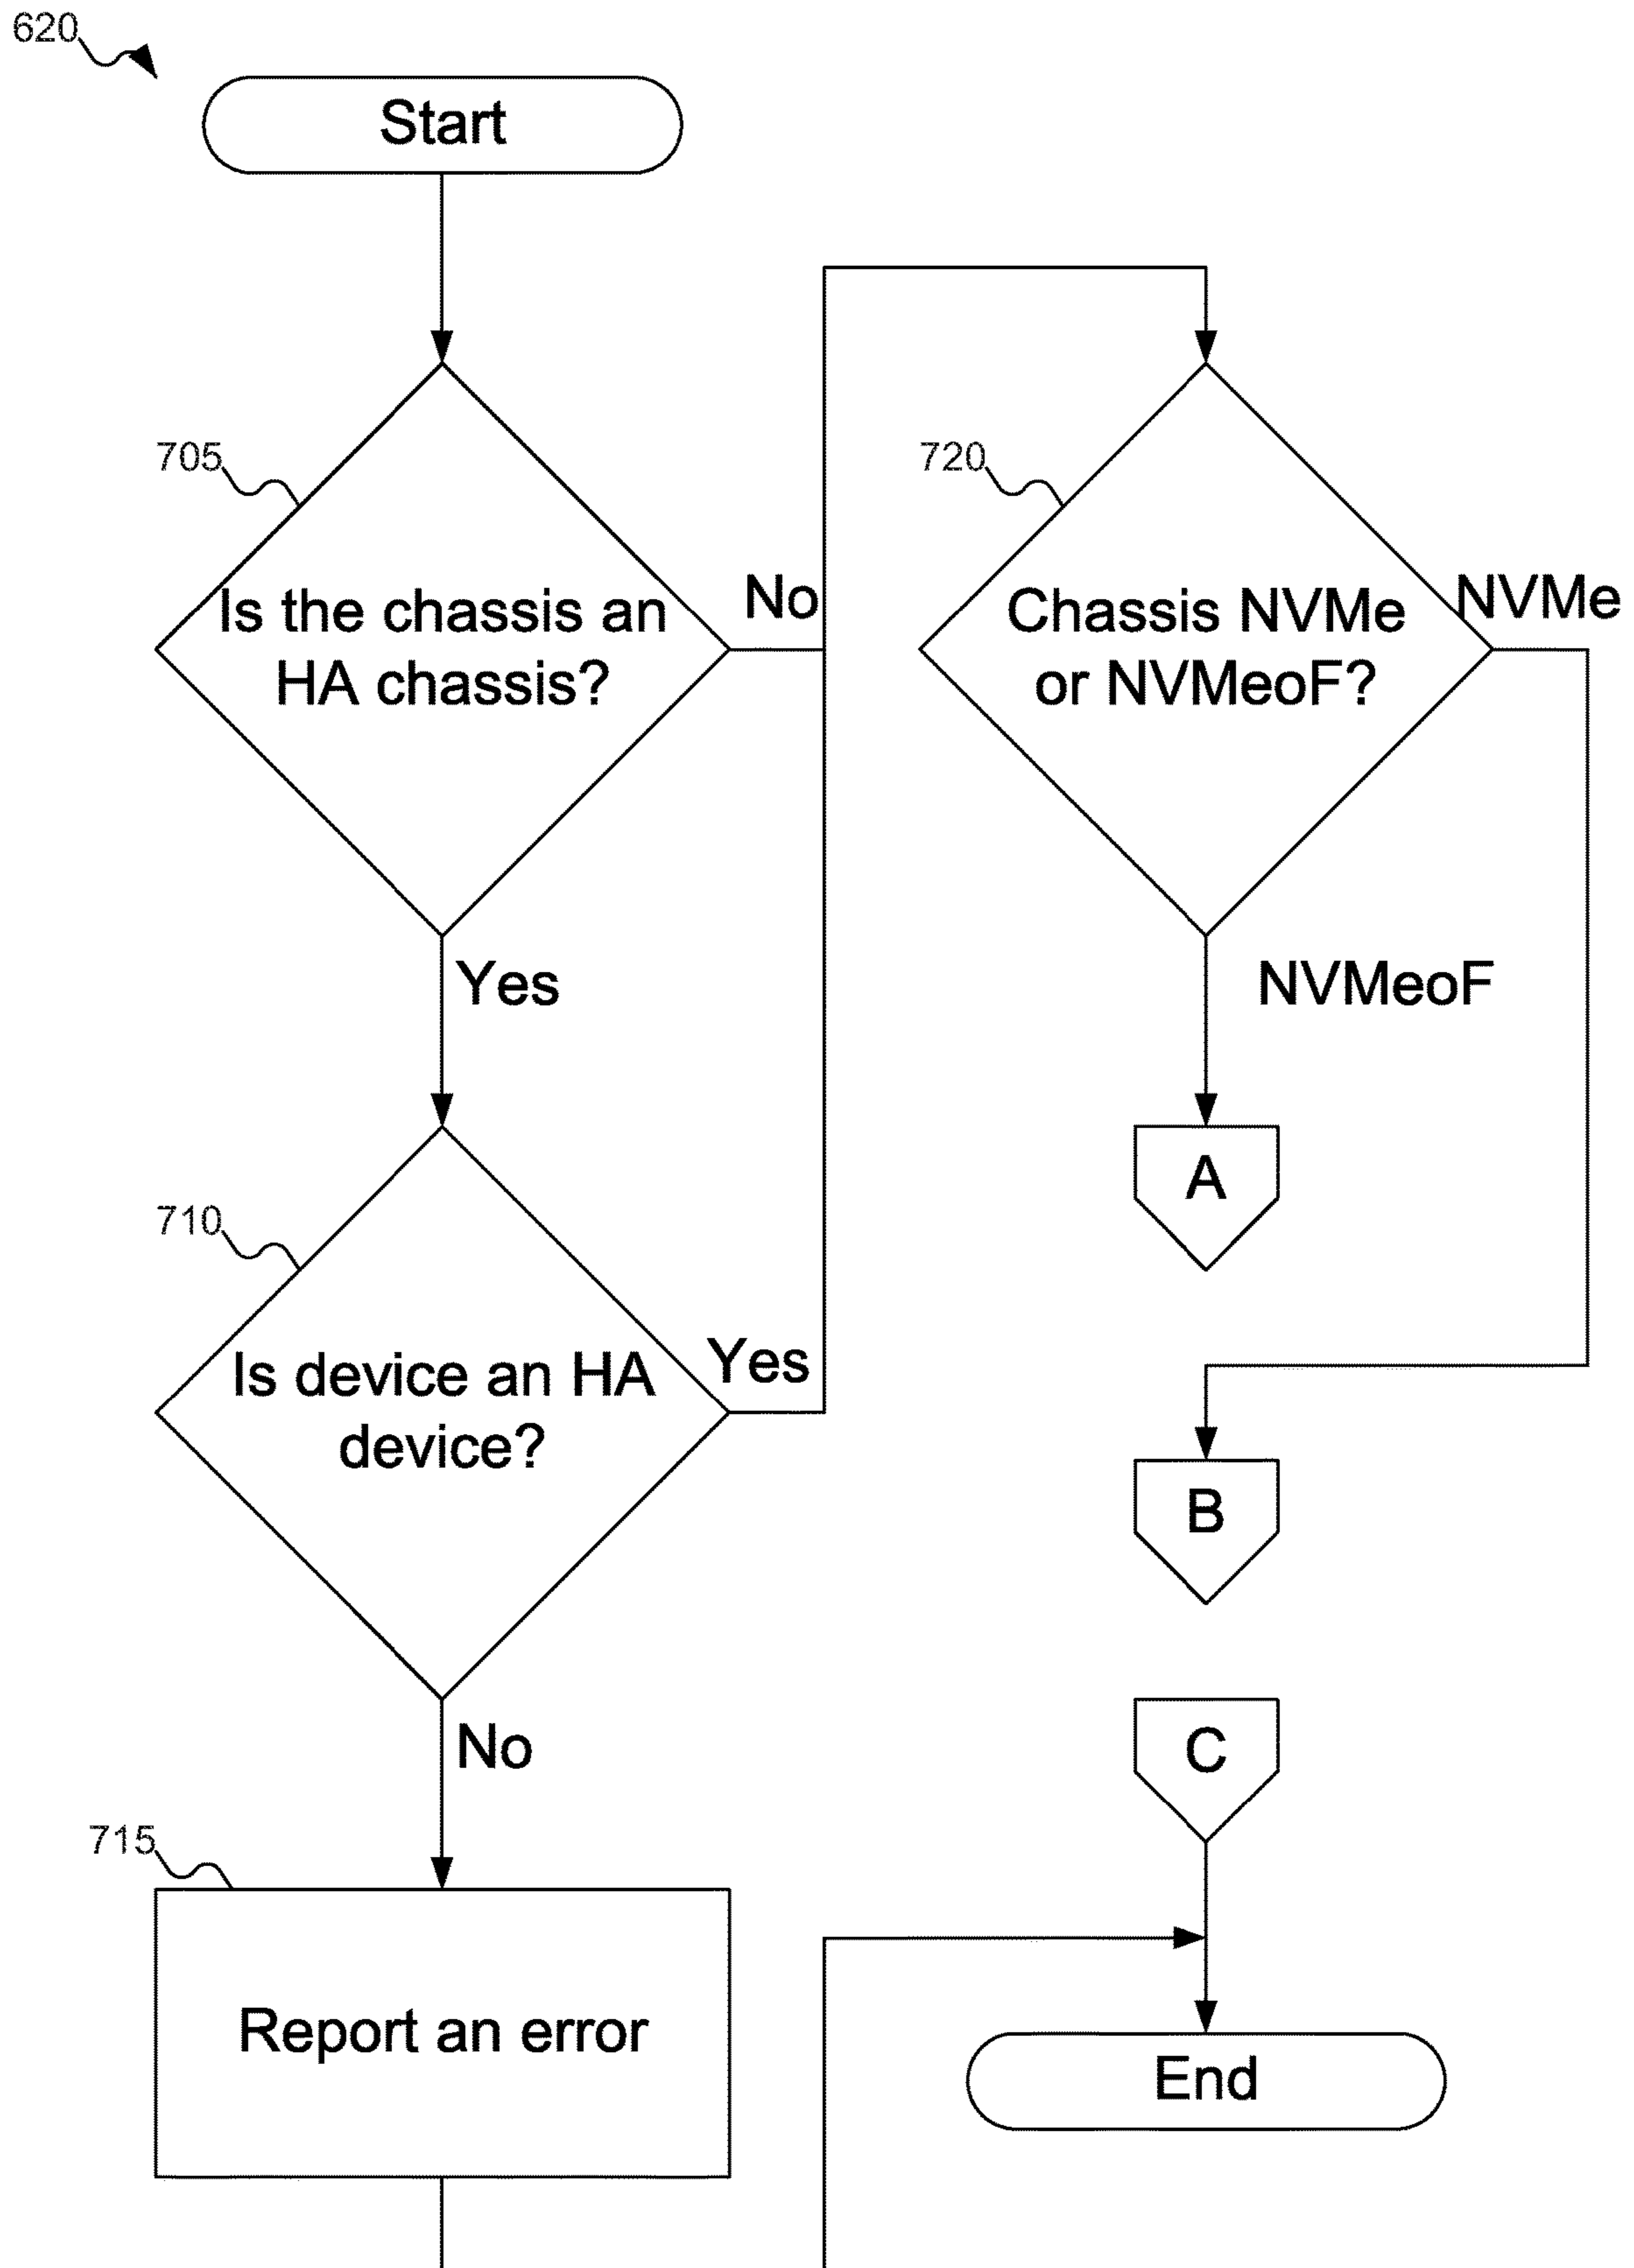 620
Start
705
Is the chassis an
HA chassis?
No
Yes
710
Is device an HA
device?
Yes
No
715
Report an error
720
Chassis NVMe
or NVMeoF?
NVMe
NVMeoF
A
B
C
End